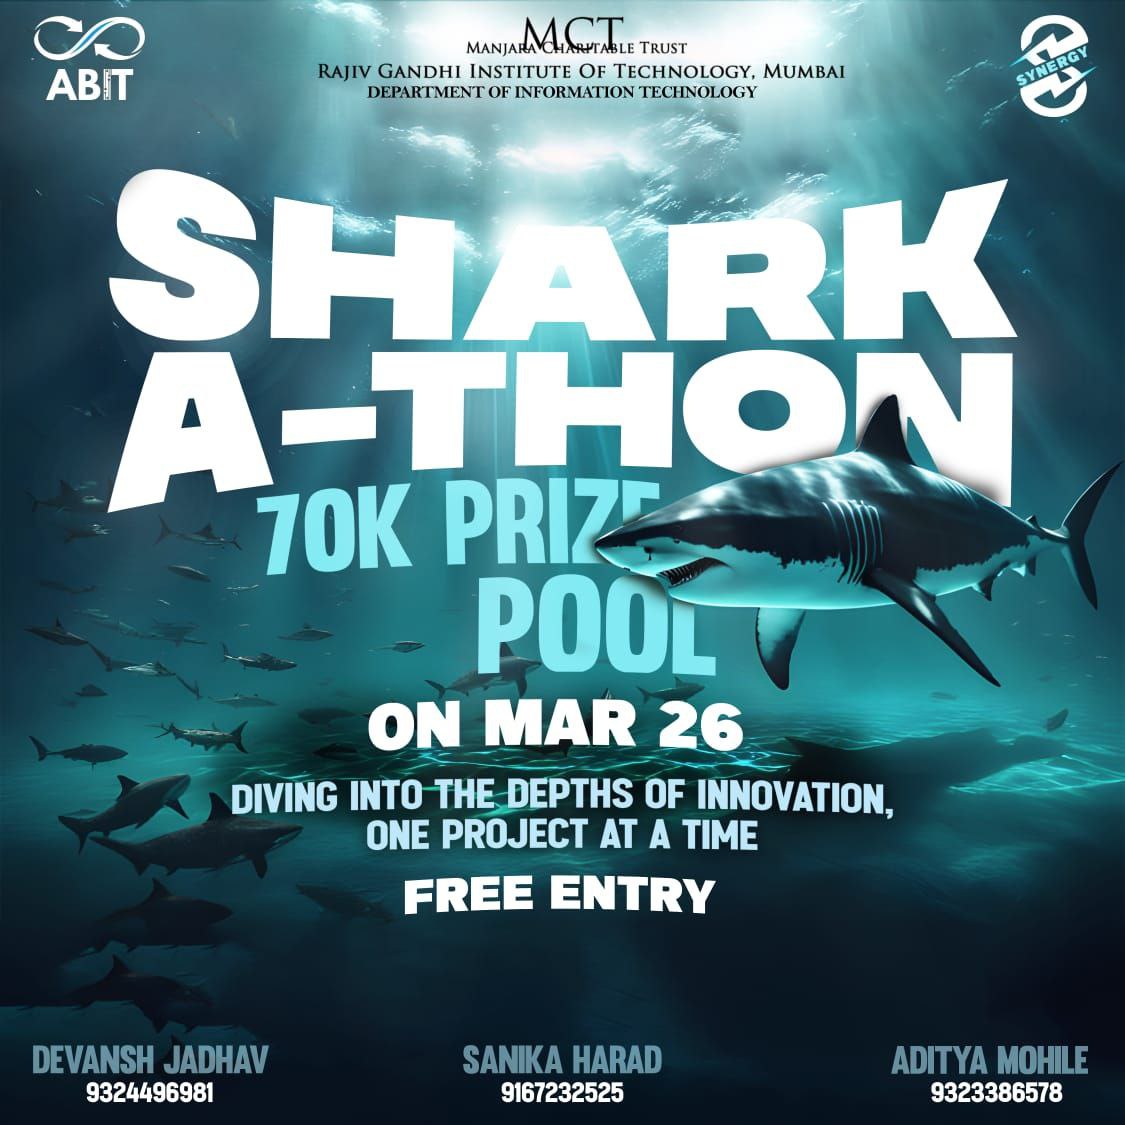 ABIT
MCT
MANJARA CHARITABLE TRUST
RAJIV GANDHI INSTITUTE OF TECHNOLOGY, MUMBAI
DEPARTMENT OF INFORMATION TECHNOLOGY
SYNERGY
SHARK
A-THON
70K PRIZE
POOL
ON MAR 26
DIVING INTO THE DEPTHS OF INNOVATION,
ONE PROJECT AT A TIME
FREE ENTRY
DEVANSH JADHAV
9324496981
SANIKA HARAD
9167232525
ADITYA MOHILE
9323386578